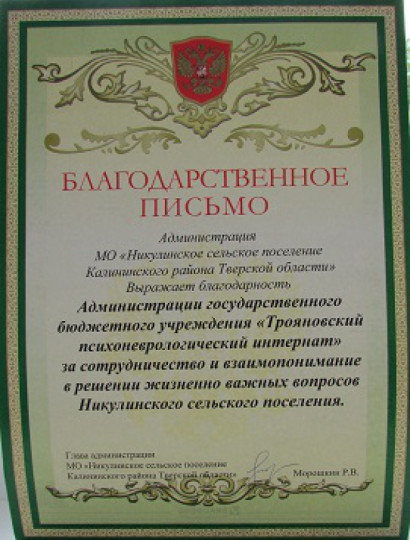 БЛАГОДАРСТВЕННОЕ
ПИСЬМО
Администрация
МО «Никулинское сельское поселение
Калининского района Тверской области»
Выражает благодарность
Администрации государственного
бюджетного учреждения «Трояновский
психоневрологический интернат»
за сотрудничество и взаимопонимание
в решении жизненно важных вопросов
Никулинского сельского поселения.
Глава администрации
МО «Никулинское сельское поселение
Калининского района Тверской области» Морошкин Р.В.